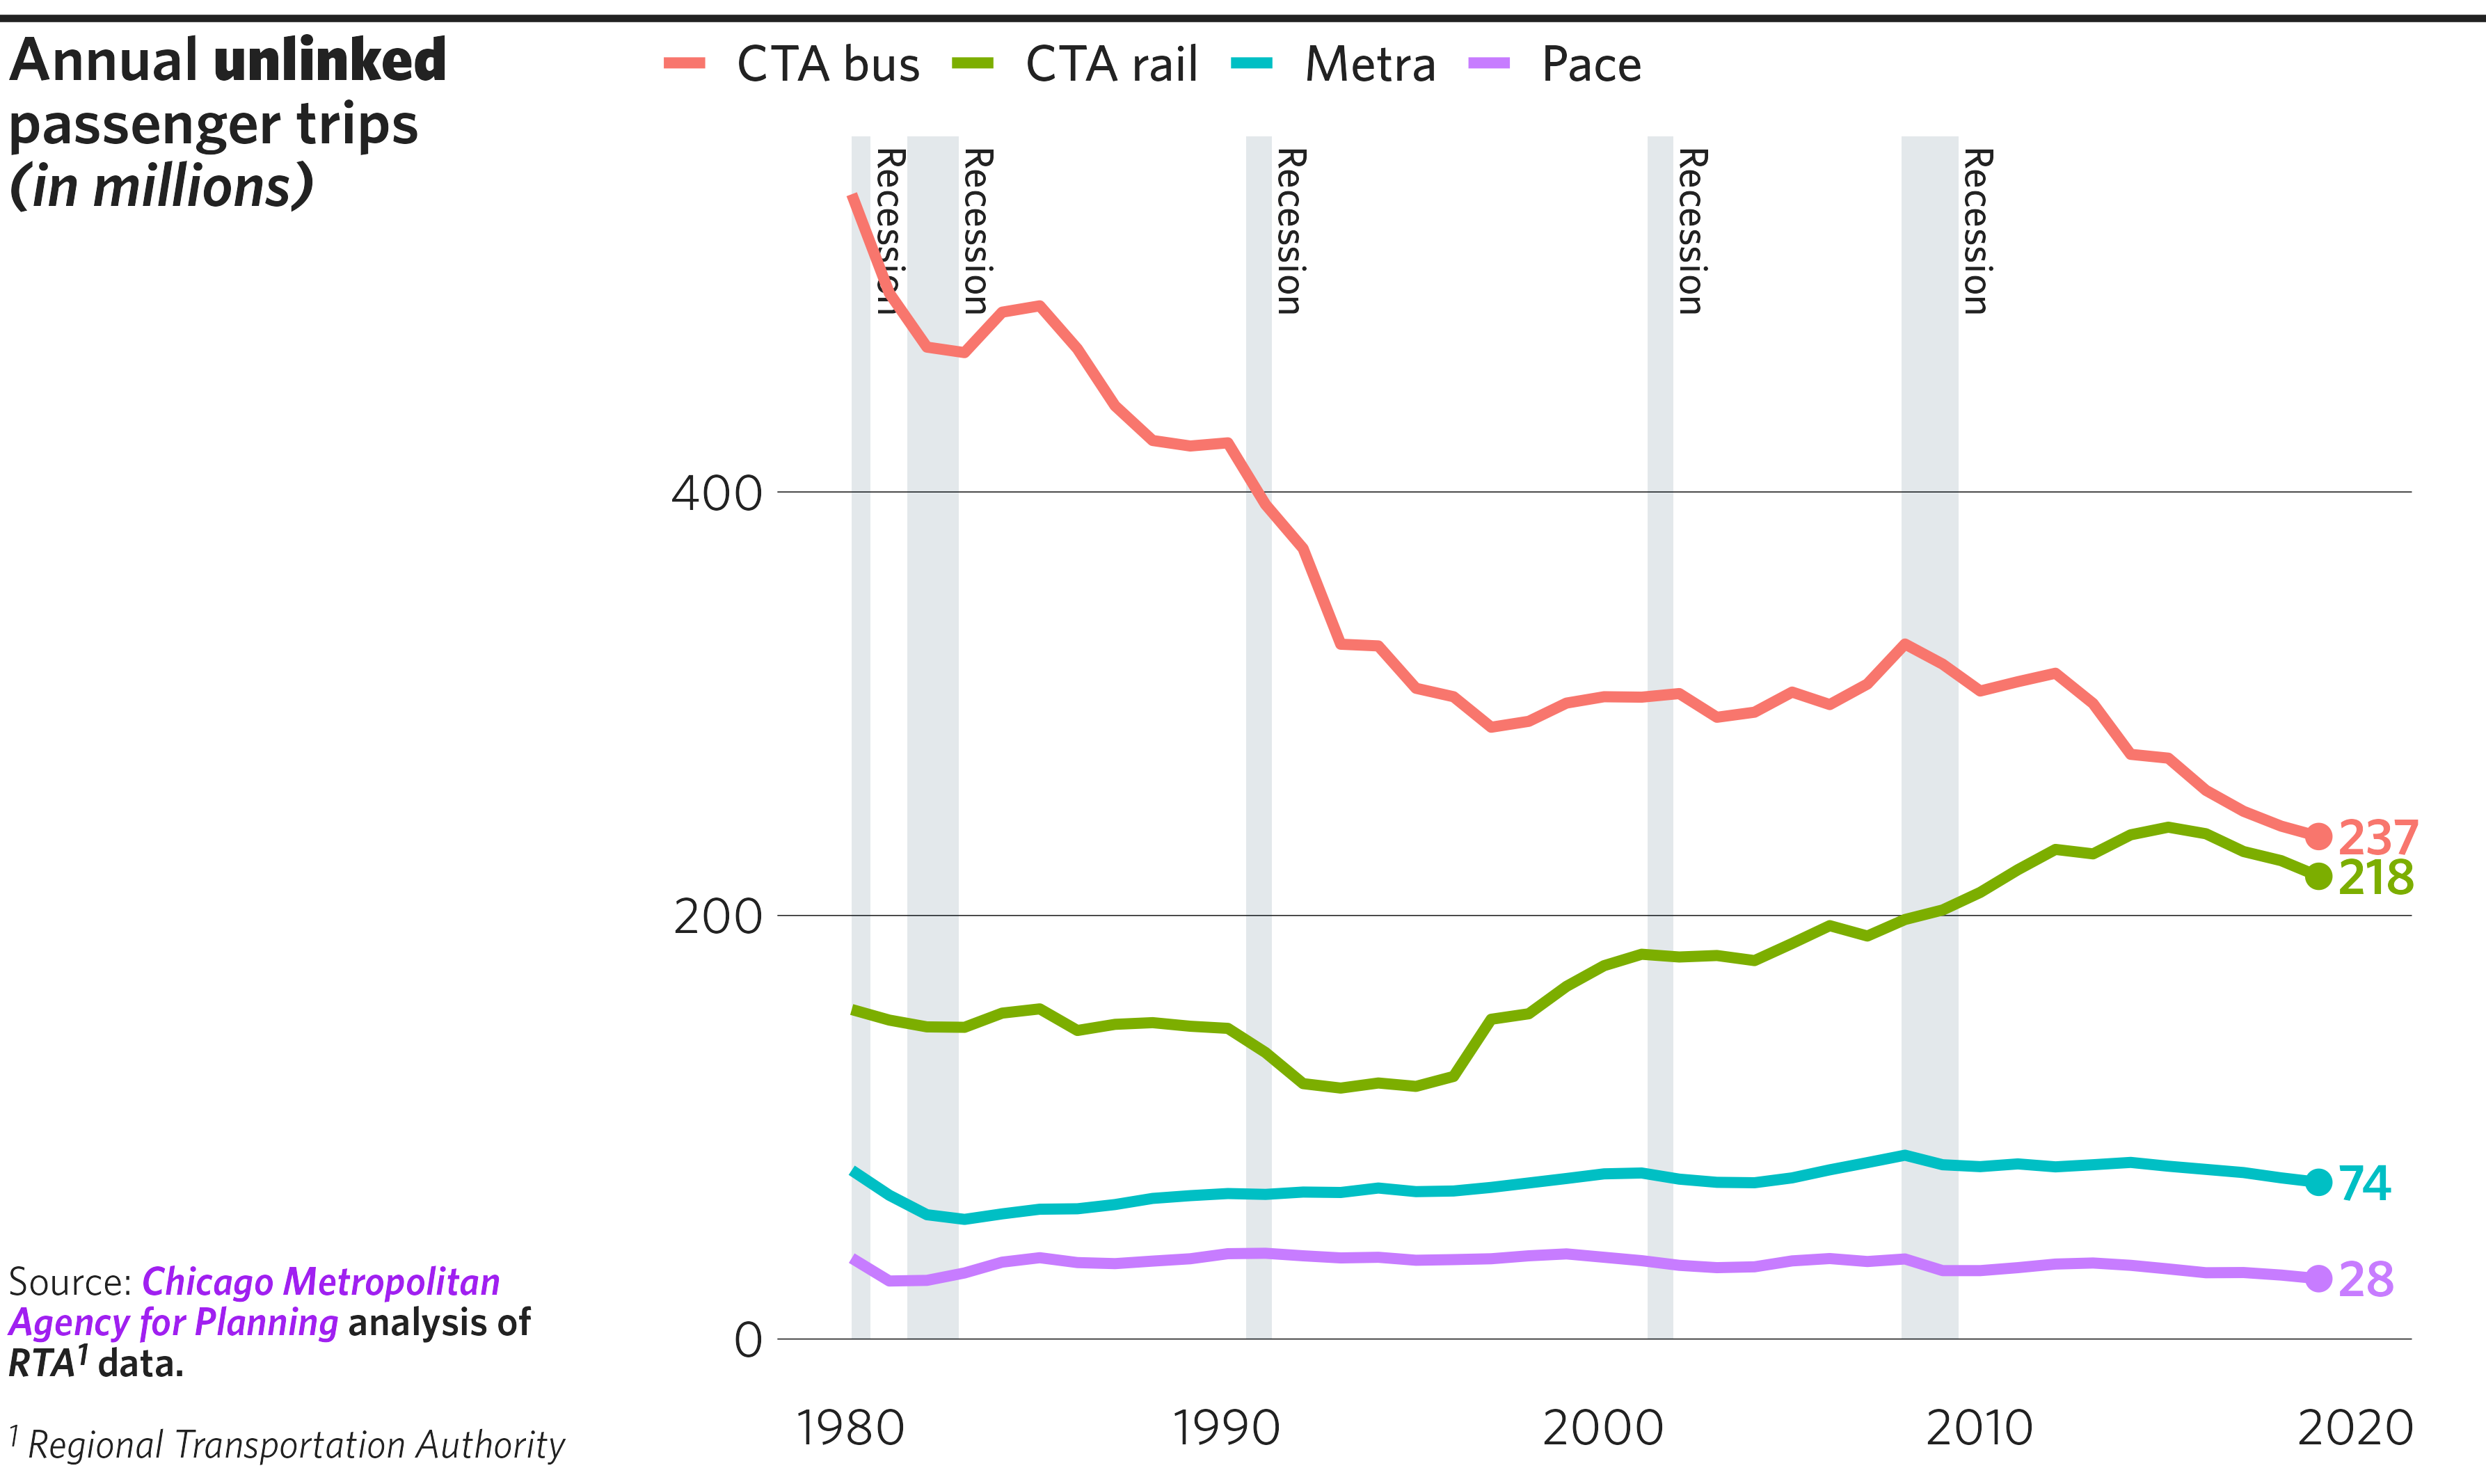 Annual unlinked
passenger trips
(in millions)
CTA bus CTA rail Metra Pace
Recession Recession Recession Recession Recession
400
200
0
237
218
74
28
1980 1990 2000 2010 2020
Source: Chicago Metropolitan
Agency for Planning analysis of
RTA¹ data.
¹ Regional Transportation Authority